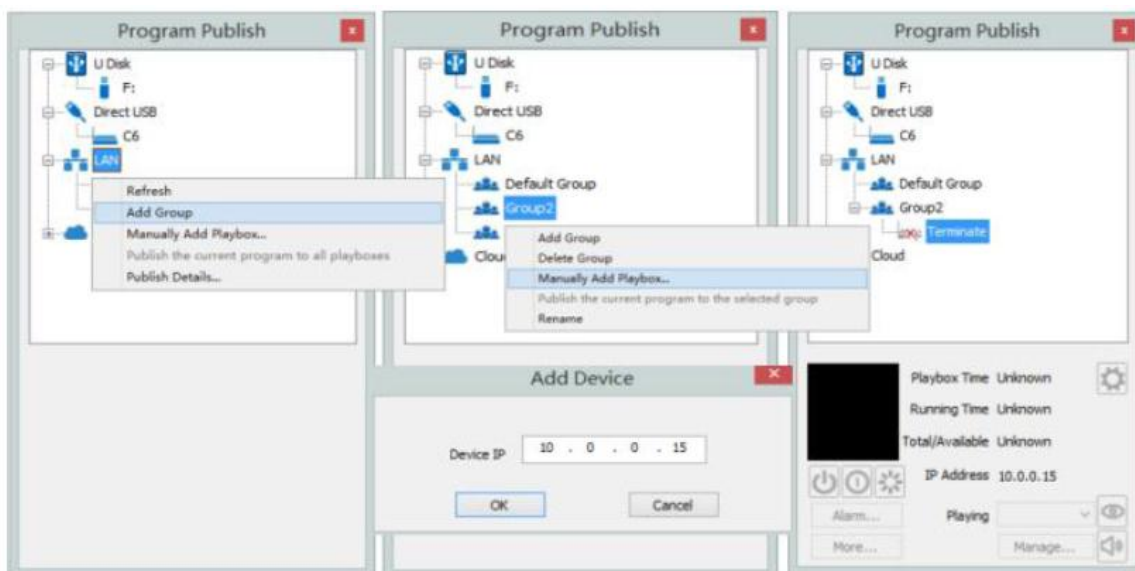 Program Publish
x
U Disk
F:
Direct USB
C6
LAN
Refresh
Add Group
Manually Add Playbox...
Publish the current program to all playboxes
Publish Details...
Program Publish
x
U Disk
F:
Direct USB
C6
LAN
Default Group
Group2
Clou
Add Group
Delete Group
Manually Add Playbox...
Publish the current program to the selected group
Rename
Add Device
x
Device IP 10 . 0 . 0 . 15
OK Cancel
Program Publish
x
U Disk
F:
Direct USB
C6
LAN
Default Group
Group2
Terminate
Cloud
Playbox Time Unknown
Running Time Unknown
Total/Available Unknown
IP Address 10.0.0.15
Alarm... Playing
More... Manage...